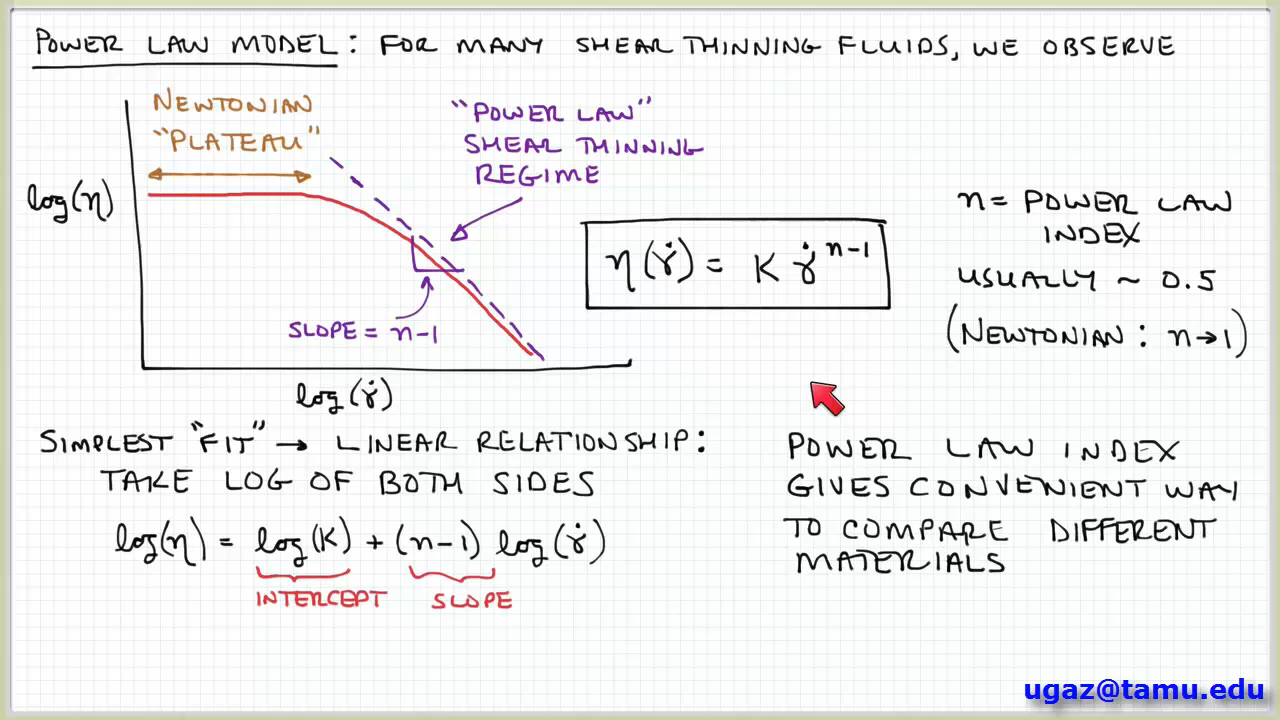 POWER LAW MODEL: FOR MANY SHEAR THINNING FLUIDS, WE OBSERVE
NEWTONIAN
"PLATEAU"
"POWER LAW"
SHEAR THINNING
REGIME
log(η)
SLOPE = n-1
log(γ̇)
η(γ̇) = K γ̇^{n-1}
n = POWER LAW
INDEX
USUALLY ~ 0.5
(NEWTONIAN: n→1)
SIMPLEST "FIT" → LINEAR RELATIONSHIP:
TAKE LOG OF BOTH SIDES
log(η) = log(K) + (n-1) log(γ̇)
INTERCEPT SLOPE
POWER LAW INDEX
GIVES CONVENIENT WAY
TO COMPARE DIFFERENT
MATERIALS
ugaz@tamu.edu